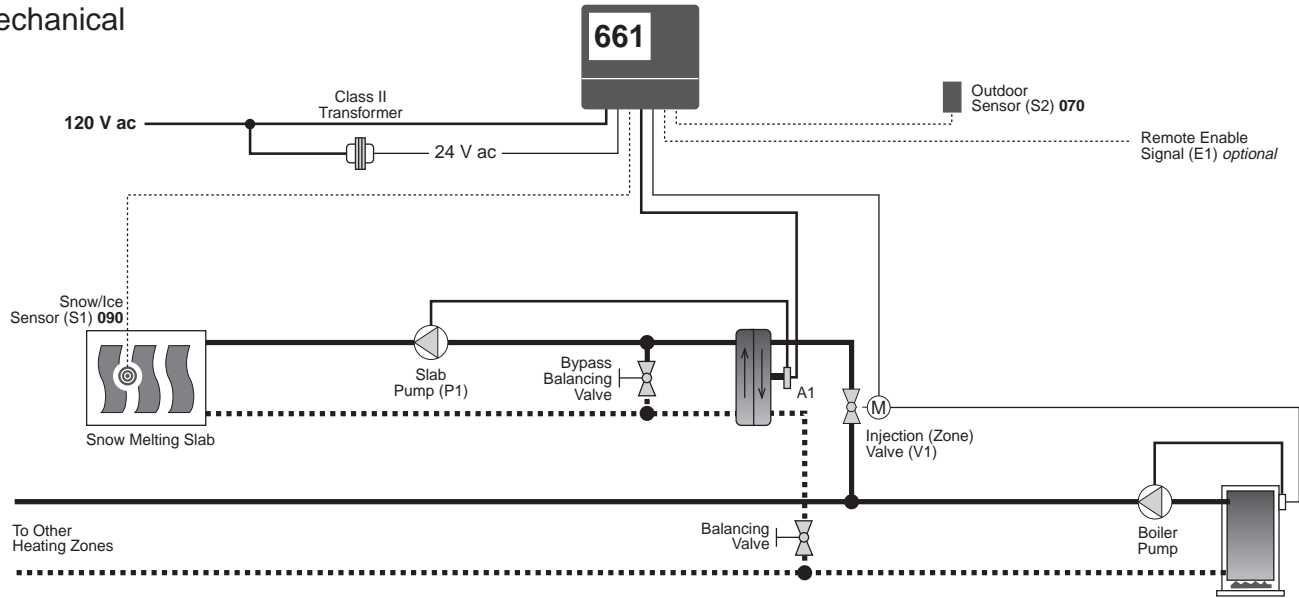 echanical
661
Class II
Transformer
120 V ac
24 V ac
Outdoor
Sensor (S2) 070
Remote Enable
Signal (E1) optional
Snow/Ice
Sensor (S1) 090
Slab
Pump (P1)
Bypass
Balancing
Valve
A1
M
Snow Melting Slab
Injection (Zone)
Valve (V1)
To Other
Heating Zones
Balancing
Valve
Boiler
Pump